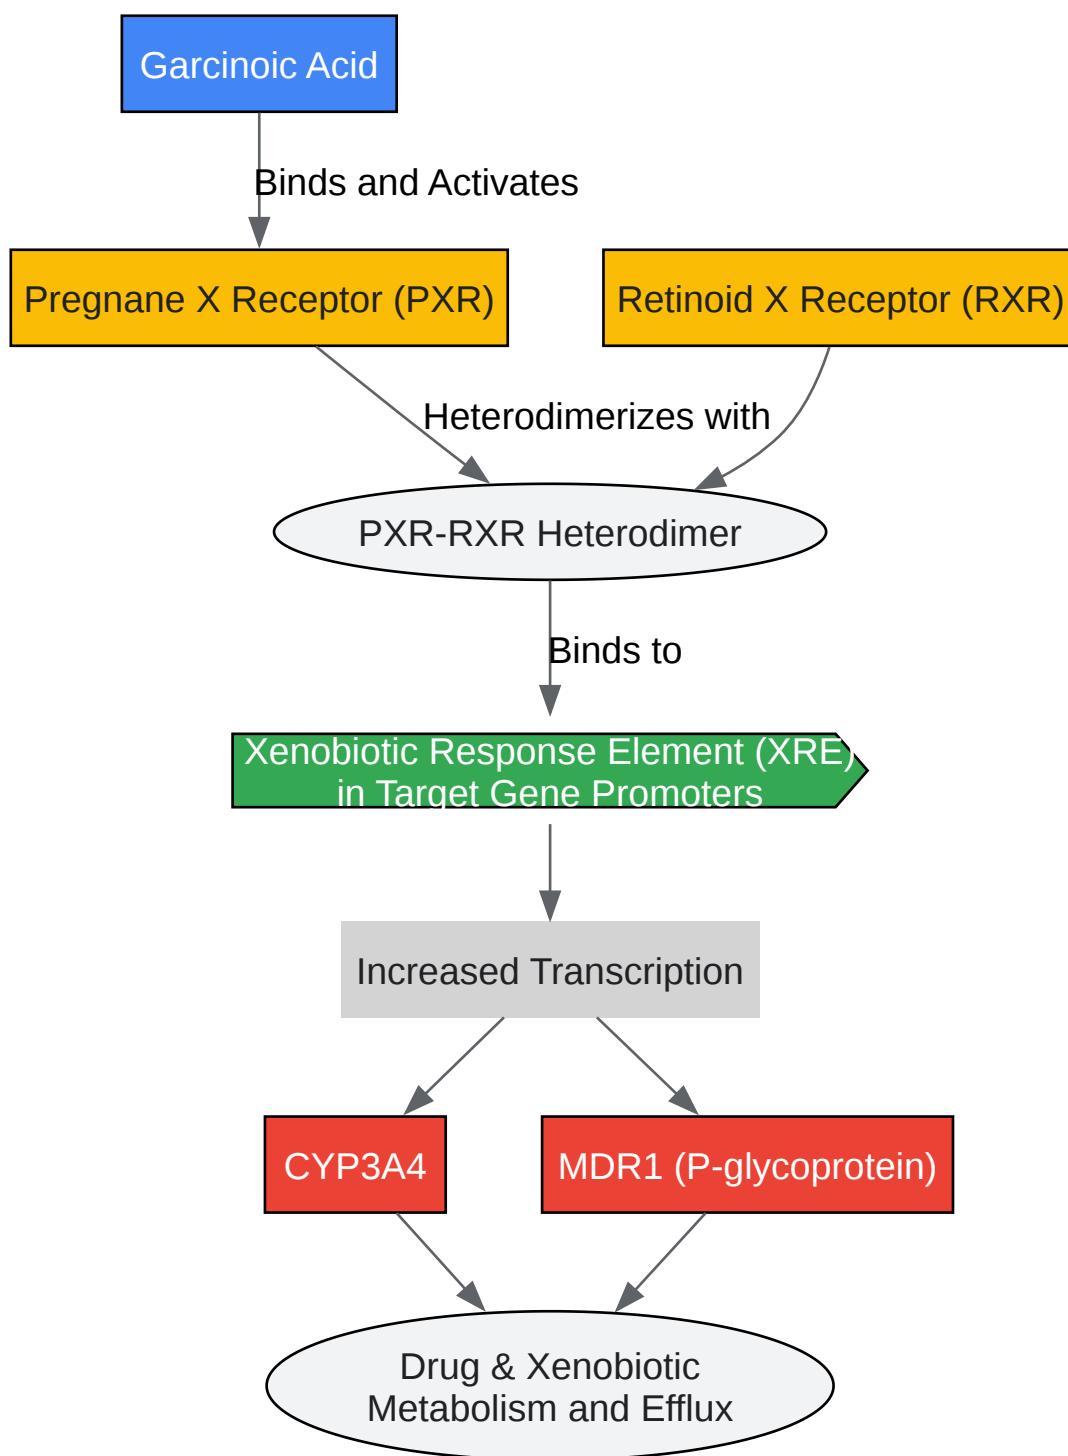 Garcinoic Acid
Binds and Activates
Pregnane X Receptor (PXR)
Retinoid X Receptor (RXR)
Heterodimerizes with
PXR-RXR Heterodimer
Binds to
Xenobiotic Response Element (XRE)
in Target Gene Promoters
Increased Transcription
CYP3A4
MDR1 (P-glycoprotein)
Drug & Xenobiotic
Metabolism and Efflux